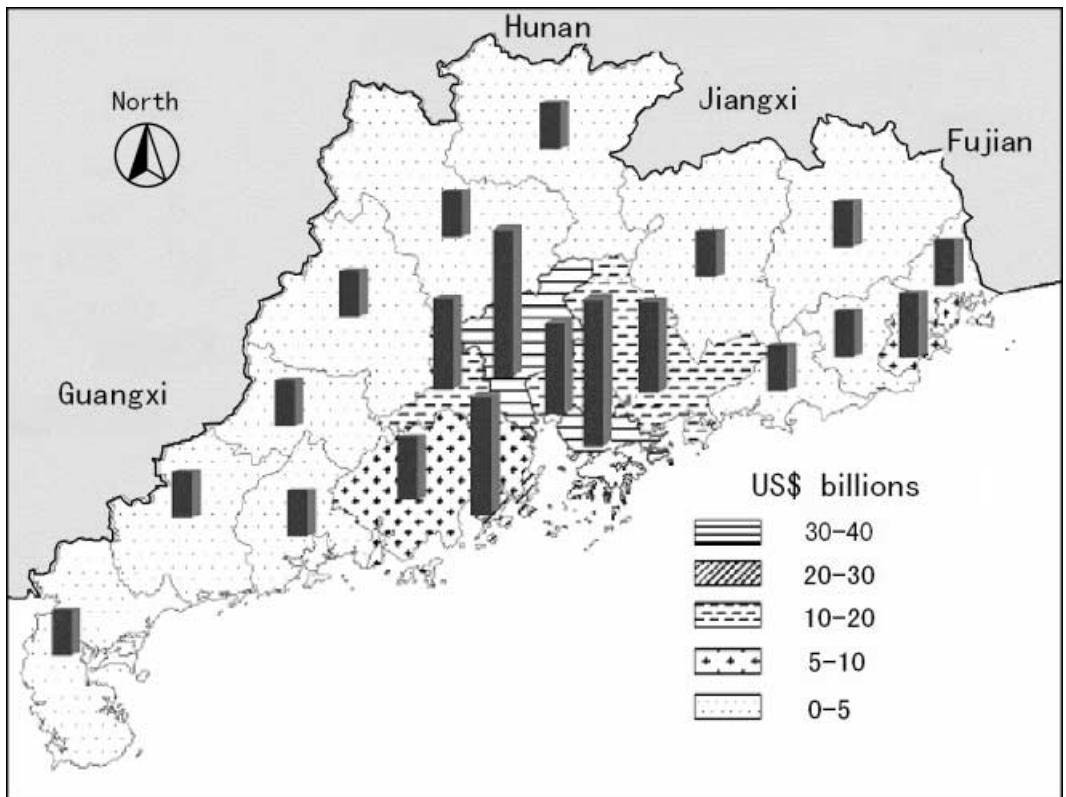 Hunan
North
Jiangxi
Fujian
Guangxi
US$ billions
30-40
20-30
10-20
5-10
0-5